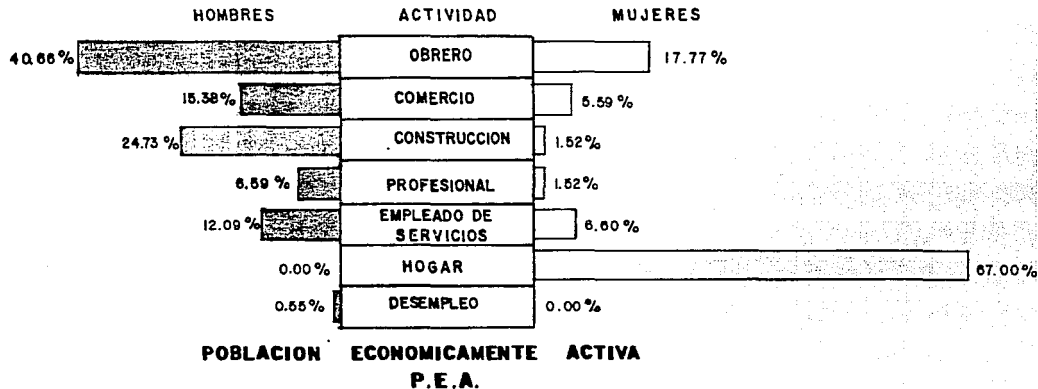 HOMBRES ACTIVIDAD MUJERES
40.66% OBRERO 17.77%
15.38% COMERCIO 5.59%
24.73% CONSTRUCCION 1.52%
6.59% PROFESIONAL 1.52%
12.09% EMPLEADO DE SERVICIOS 6.60%
0.00% HOGAR 67.00%
0.55% DESEMPLEO 0.00%
POBLACION ECONOMICAMENTE ACTIVA
P.E.A.